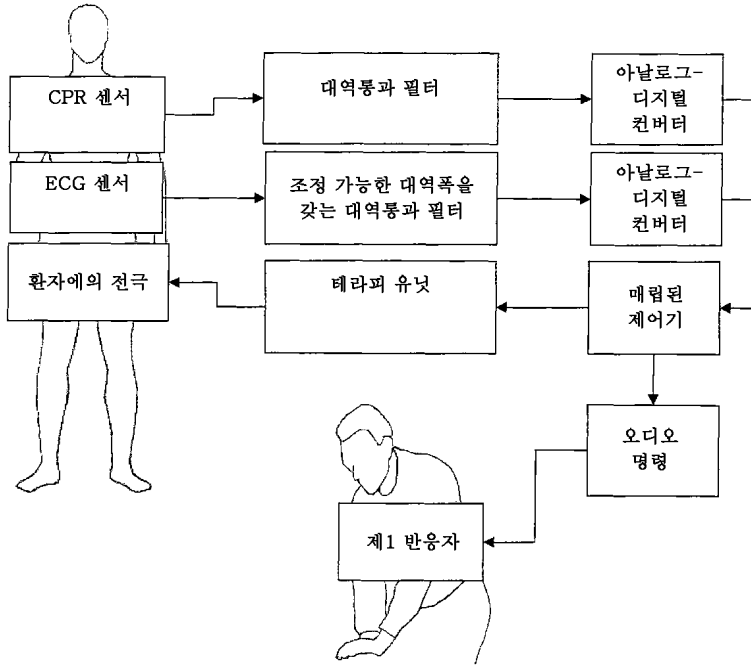 CPR 센서
대역통과 필터
아날로그-
디지털
컨버터
ECG 센서
조정 가능한 대역폭을
갖는 대역통과 필터
아날로그-
디지털
컨버터
환자에의 전극
테라피 유닛
매립된
제어기
오디오
명령
제1 반응자